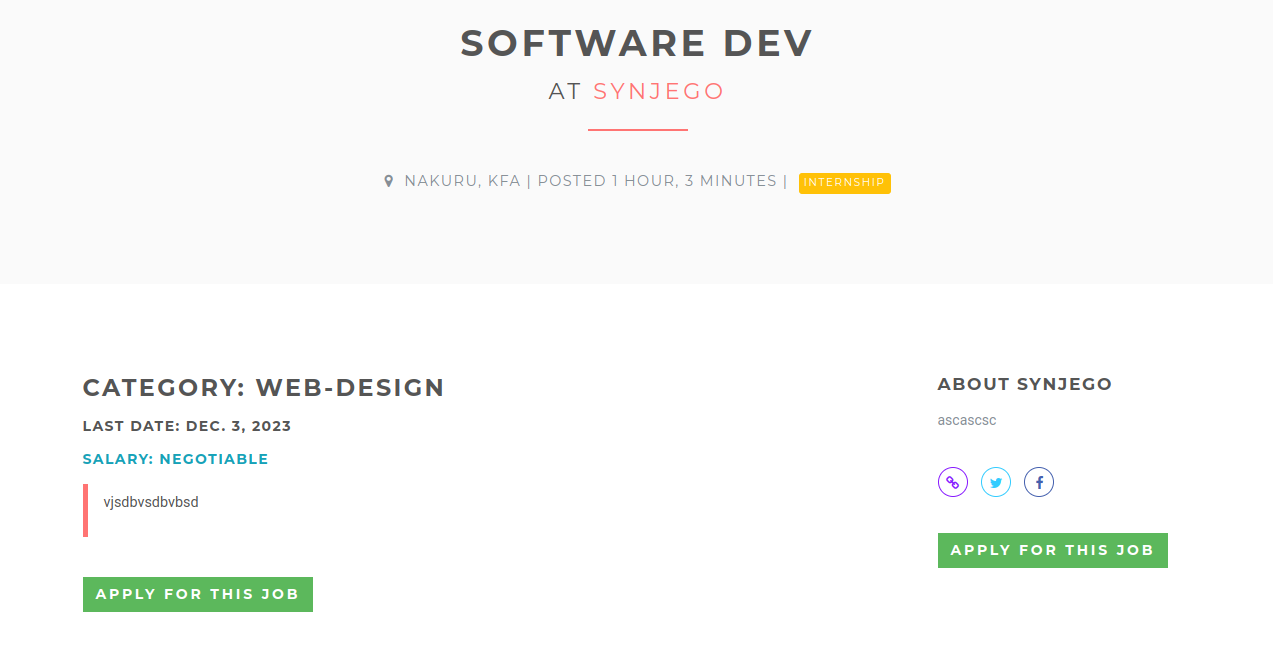 SOFTWARE DEV
AT SYNJEGO
NAKURU, KFA | POSTED 1 HOUR, 3 MINUTES | INTERNSHIP
CATEGORY: WEB-DESIGN
LAST DATE: DEC. 3, 2023
SALARY: NEGOTIABLE
vjsdbvsdbvbsd
APPLY FOR THIS JOB
ABOUT SYNJEGO
ascascsc
APPLY FOR THIS JOB